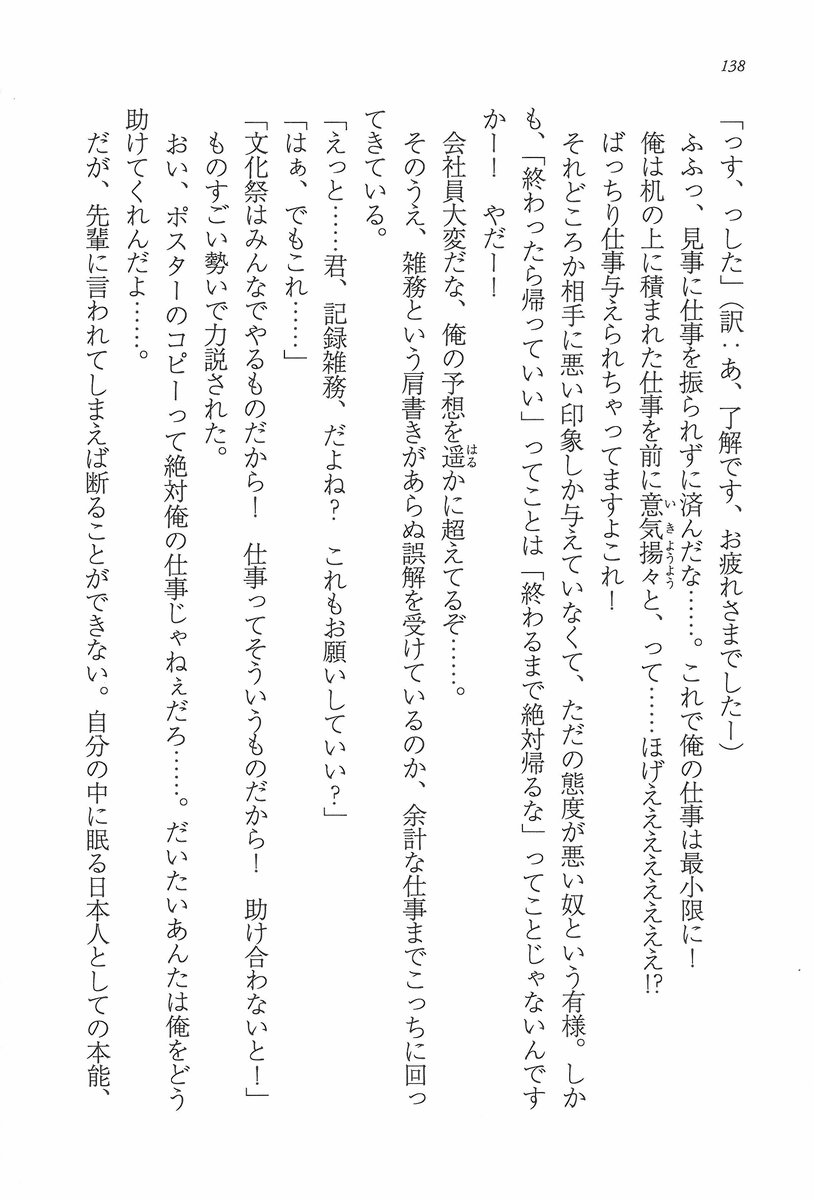 138
「っす、っした」(訳：あ、了解です、お疲れさまでしたー)
ふふっ、見事に仕事を振られずに済んだな……。これで俺の仕事は最小限に！
俺は机の上に積まれた仕事を前に意気揚々と、って……ほげえええええええ!?
ばっちり仕事与えられちゃってますよこれ！
それどころか相手に悪い印象しか与えていなくて、ただの態度が悪い奴という有様。しか
も、「終わったら帰っていい」ってことは「終わるまで絶対帰るな」ってことじゃないんです
かー！　やだー！
会社員大変だな、俺の予想を遥かに超えてるぞ……。
そのうえ、雑務という肩書きがあらぬ誤解を受けているのか、余計な仕事までこっちに回っ
てきている。
「えっと……君、記録雑務、だよね？　これもお願いしていい？」
「はぁ、でもこれ……」
「文化祭はみんなでやるものだから！　仕事ってそういうものだから！　助け合わないと！」
ものすごい勢いで力説された。
おい、ポスターのコピーって絶対俺の仕事じゃねぇだろ……。だいたいあんたは俺をどう
助けてくれんだよ……。
だが、先輩に言われてしまえば断ることができない。自分の中に眠る日本人としての本能、